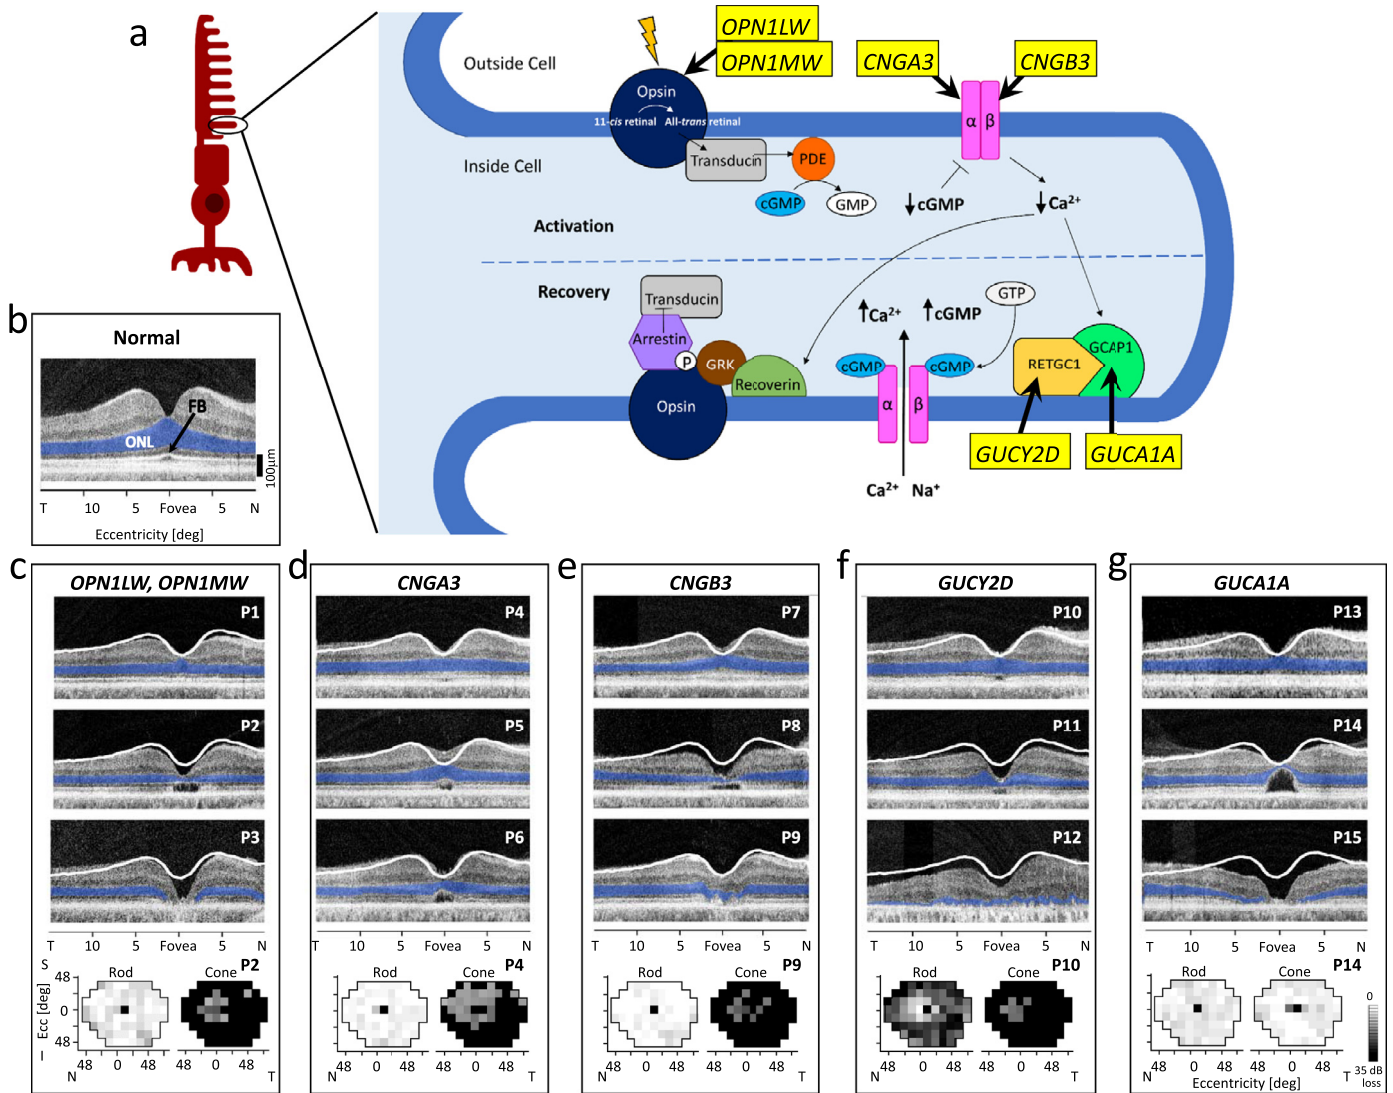 a
OPN1LW
OPN1MW
CNGA3
CNGB3
Outside Cell
Opsin
11-cis retinal All-trans retinal
α β
Inside Cell
Transducin
PDE
cGMP
GMP
cGMP
Ca²⁺
Activation
Recovery
Transducin
Arrestin
P
GRK
Recoverin
Opsin
Ca²⁺
cGMP
GTP
cGMP
cGMP
α
β
RETGC1
GCAP1
GUCY2D
GUCA1A
Ca²⁺ Na⁺
b
Normal
FB
ONL
100μm
T 10 5 Fovea 5 N
Eccentricity [deg]
c
OPN1LW, OPN1MW
P1
P2
P3
T 10 5 Fovea 5 N
P2
Rod Cone
S
48
0
48
I
Ecc [deg]
48 0 48 0 48
N T
d
CNGA3
P4
P5
P6
T 10 5 Fovea 5 N
P4
Rod Cone
48 0 48 0 48
N T
e
CNGB3
P7
P8
P9
T 10 5 Fovea 5 N
P9
Rod Cone
48 0 48 0 48
N T
f
GUCY2D
P10
P11
P12
T 10 5 Fovea 5 N
P10
Rod Cone
48 0 48 0 48
N T
g
GUCA1A
P13
P14
P15
T 10 5 Fovea 5 N
P14
Rod Cone
48 0 48 0 48
N T
Eccentricity [deg]
0
35 dB
loss